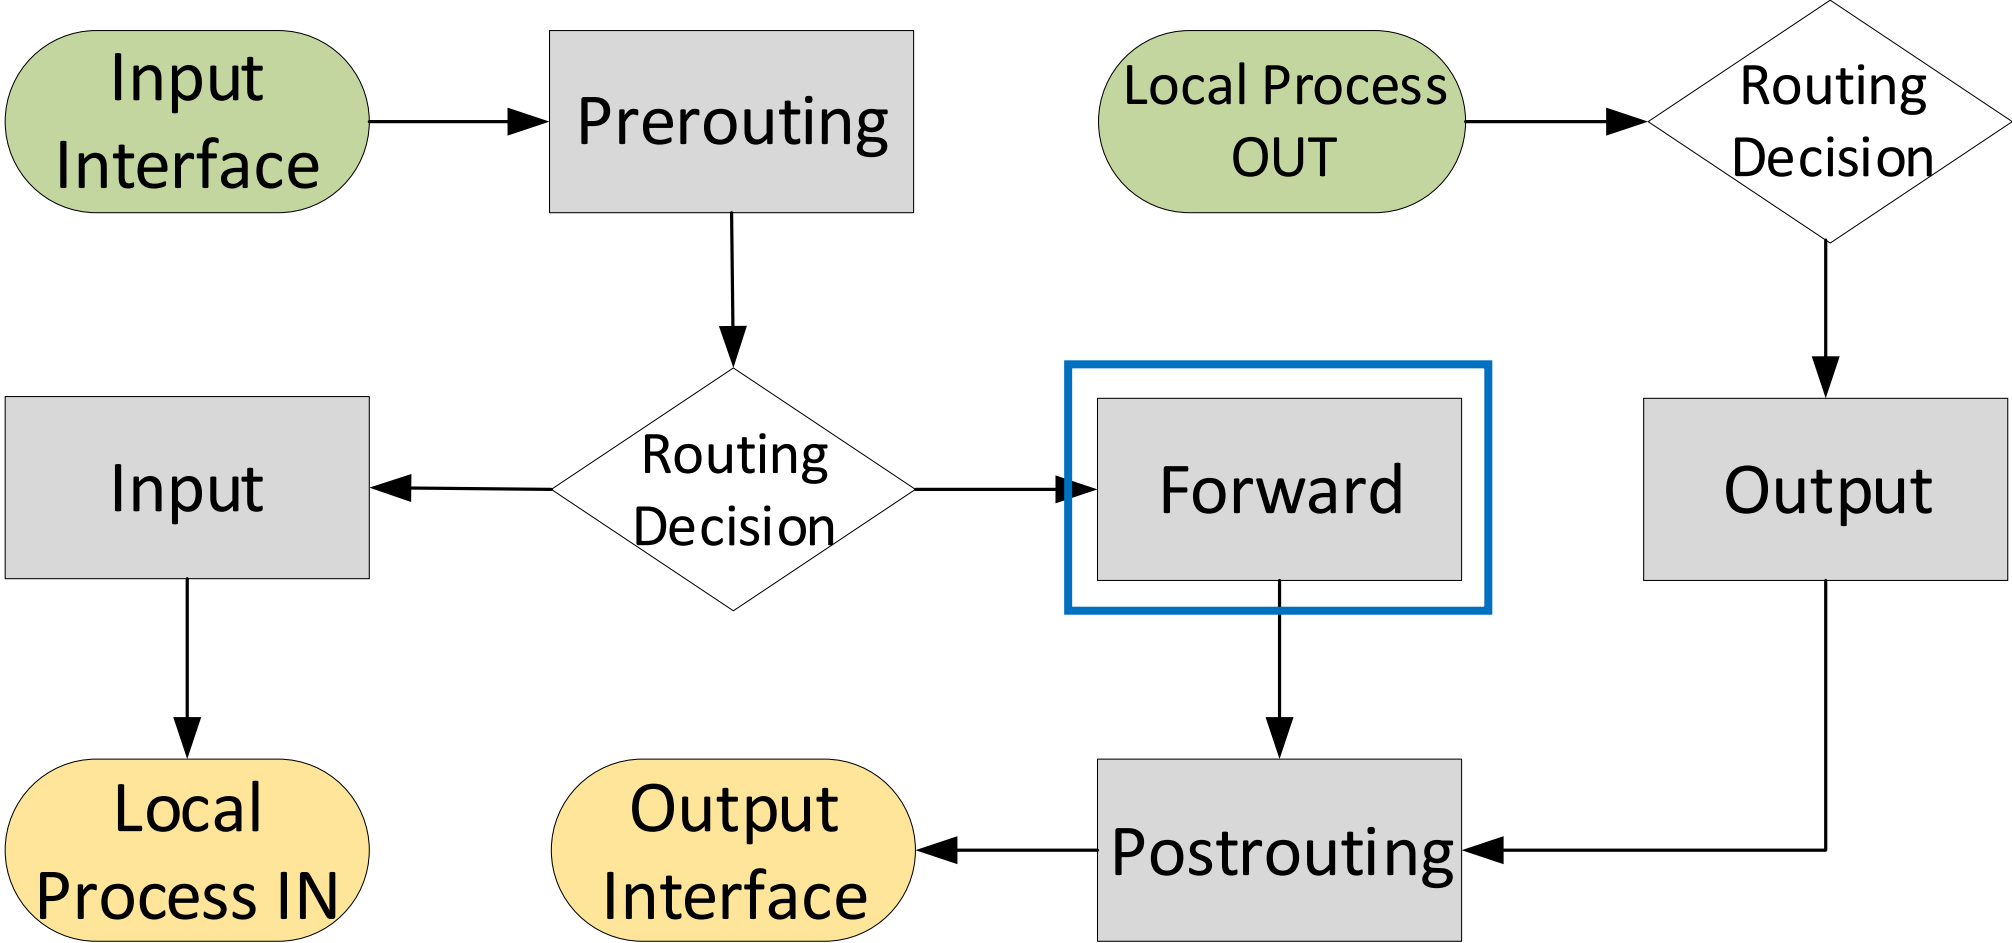 Input
Interface
Prerouting
Local Process
OUT
Routing
Decision
Input
Routing
Decision
Forward
Output
Local
Process IN
Output
Interface
Postrouting